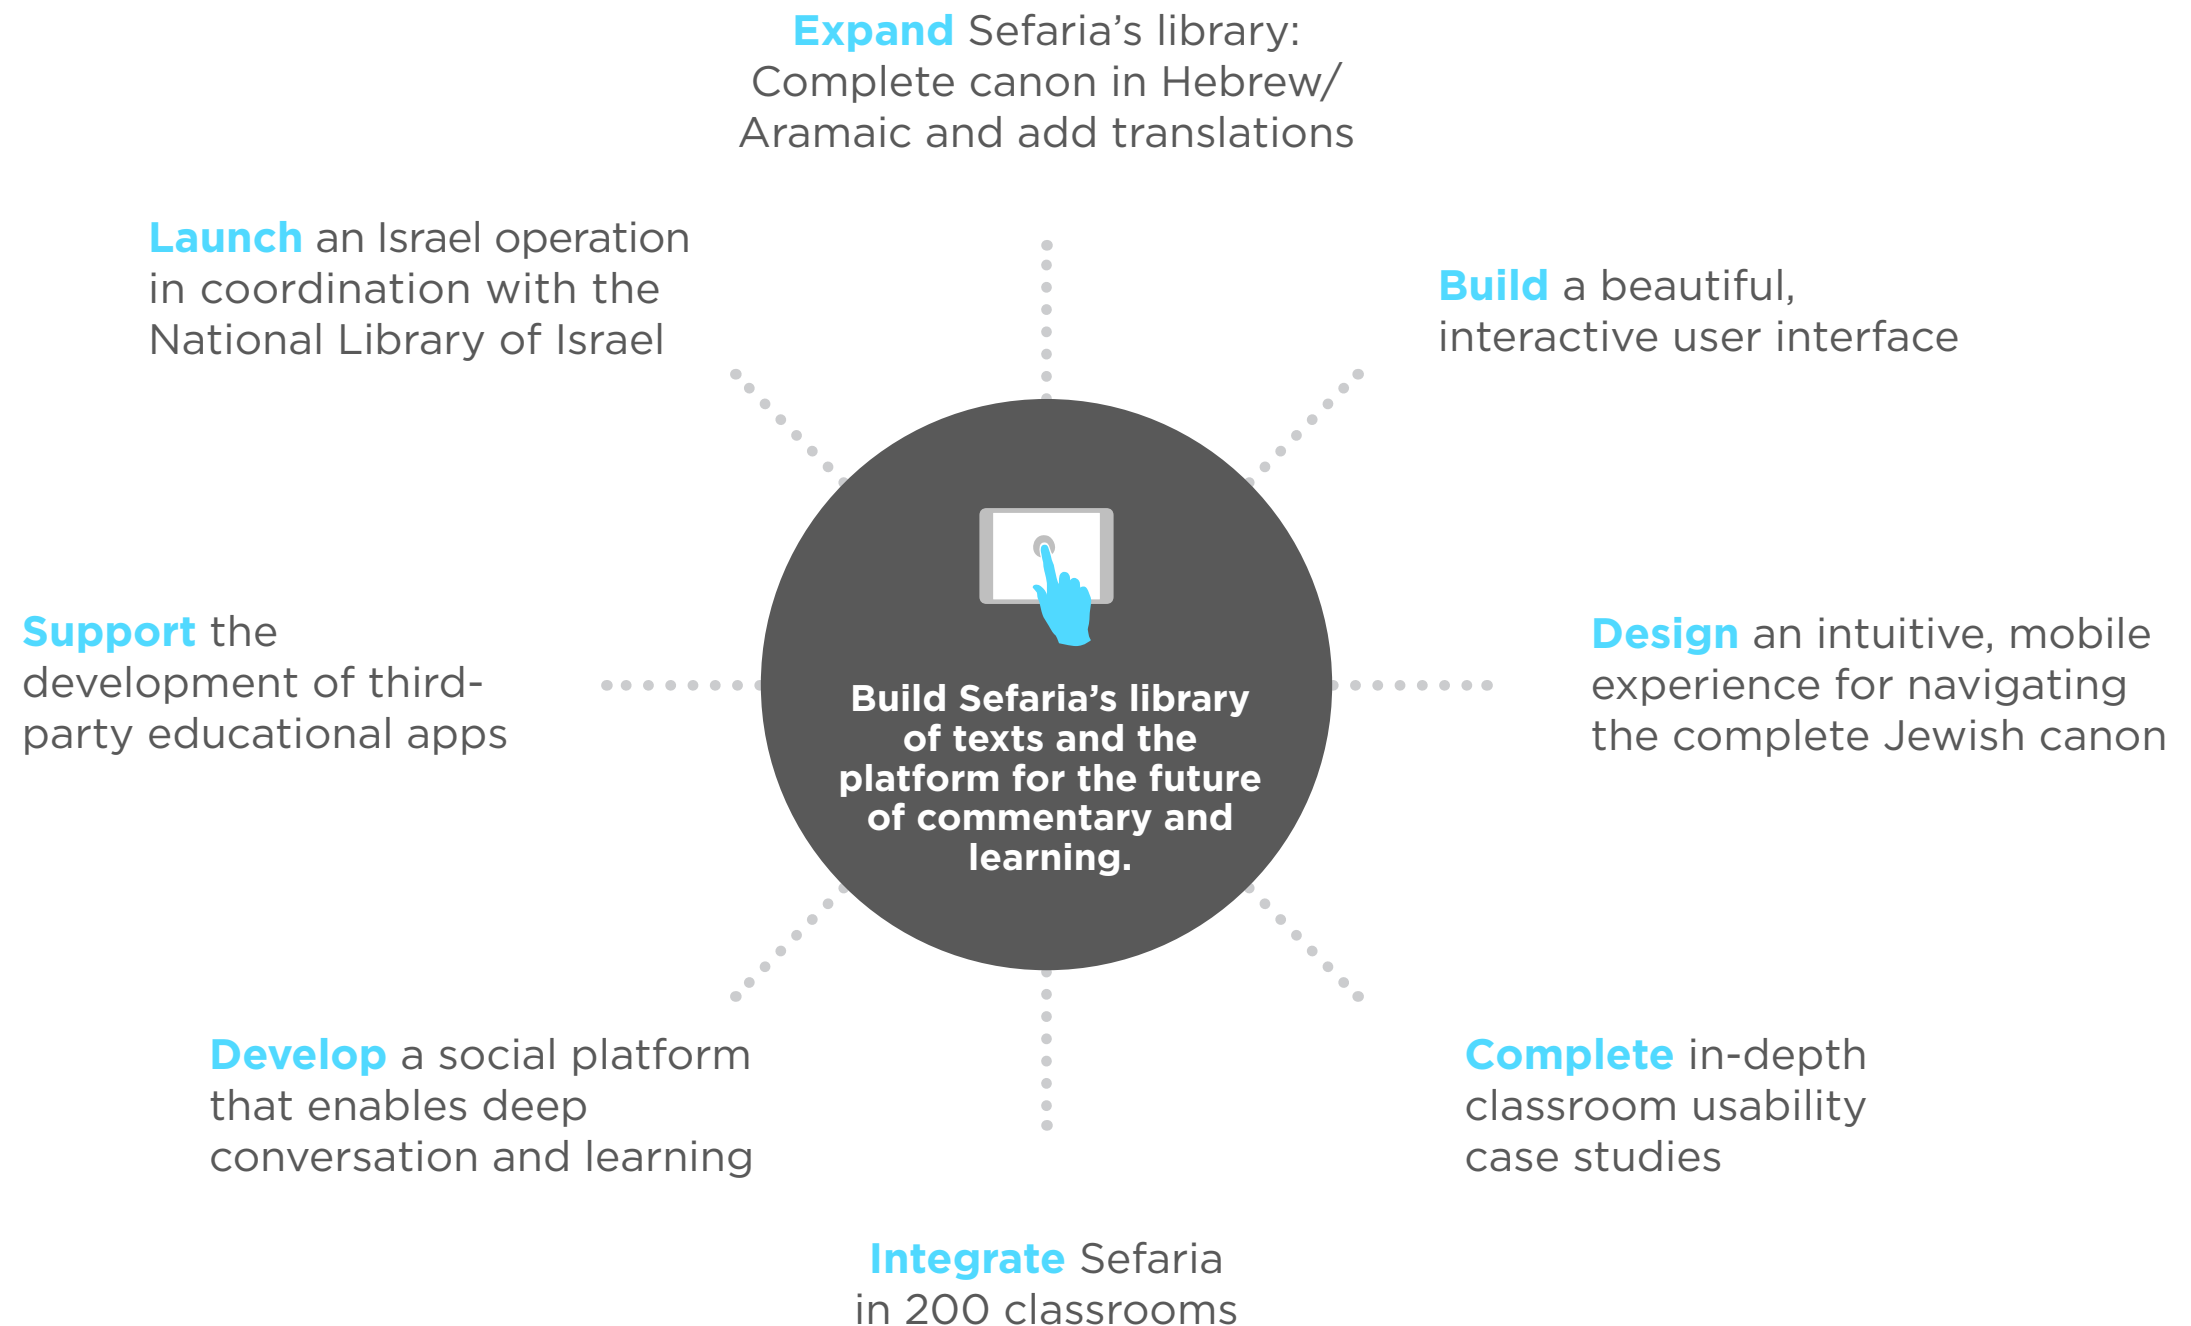 Expand Sefaria’s library:
Complete canon in Hebrew/
Aramaic and add translations
Build a beautiful,
interactive user interface
Design an intuitive, mobile
experience for navigating
the complete Jewish canon
Complete in-depth
classroom usability
case studies
Integrate Sefaria
in 200 classrooms
Develop a social platform
that enables deep
conversation and learning
Support the
development of third-
party educational apps
Launch an Israel operation
in coordination with the
National Library of Israel
Build Sefaria’s library
of texts and the
platform for the future
of commentary and
learning.